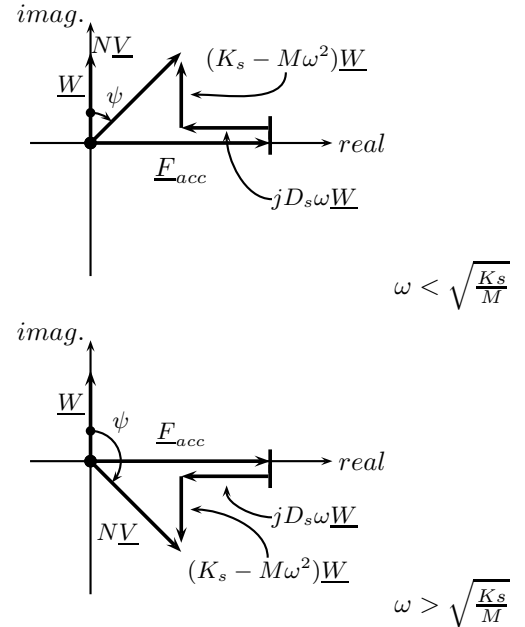 imag.
NV
(K_s − Mω²)W
W
ψ
real
F_acc
jD_sωW
ω < √(Ks/M)
imag.
W
ψ
F_acc
real
jD_sωW
NV
(K_s − Mω²)W
ω > √(Ks/M)